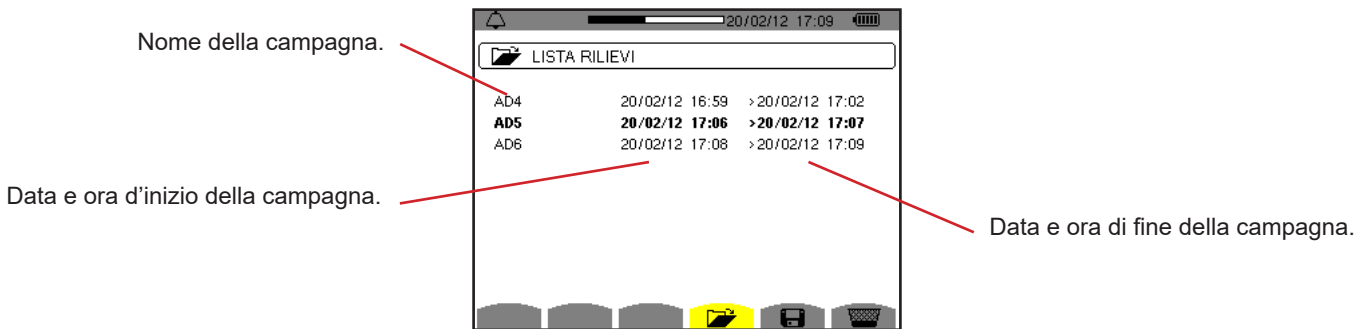 20/02/12 17:09
Nome della campagna.
LISTA RILIEVI
AD4 20/02/12 16:59 >20/02/12 17:02
AD5 20/02/12 17:06 >20/02/12 17:07
AD6 20/02/12 17:08 >20/02/12 17:09
Data e ora d’inizio della campagna.
Data e ora di fine della campagna.